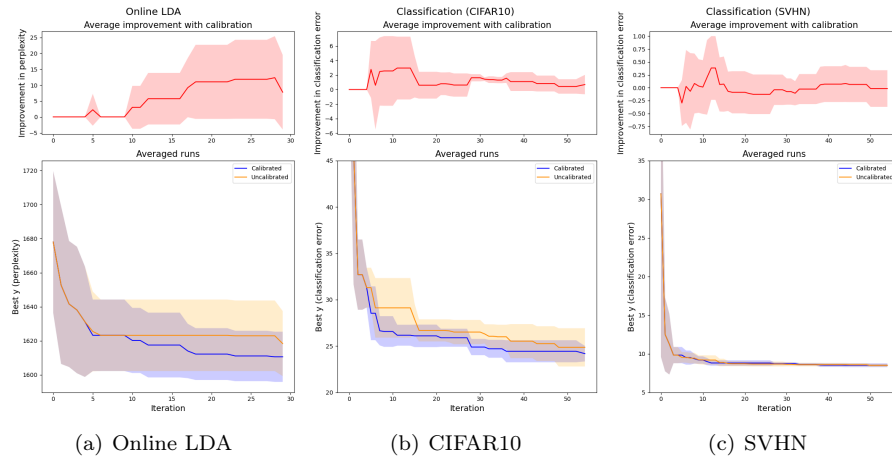 Online LDA
Average improvement with calibration
Improvement in perplexity
25
20
15
10
5
0
−5
0 5 10 15 20 25 30
Averaged runs
Calibrated
Uncalibrated
Best y (perplexity)
1720
1700
1680
1660
1640
1620
1600
0 5 10 15 20 25 30
Iteration
(a) Online LDA
Classification (CIFAR10)
Average improvement with calibration
Improvement in classification error
6
4
2
0
−2
−4
−6
0 10 20 30 40 50
Averaged runs
Calibrated
Uncalibrated
Best y (classification error)
45
40
35
30
25
20
0 10 20 30 40 50
Iteration
(b) CIFAR10
Classification (SVHN)
Average improvement with calibration
Improvement in classification error
1.00
0.75
0.50
0.25
0.00
−0.25
−0.50
−0.75
0 10 20 30 40 50
Averaged runs
Calibrated
Uncalibrated
Best y (classification error)
35
30
25
20
15
10
5
0 10 20 30 40 50
Iteration
(c) SVHN